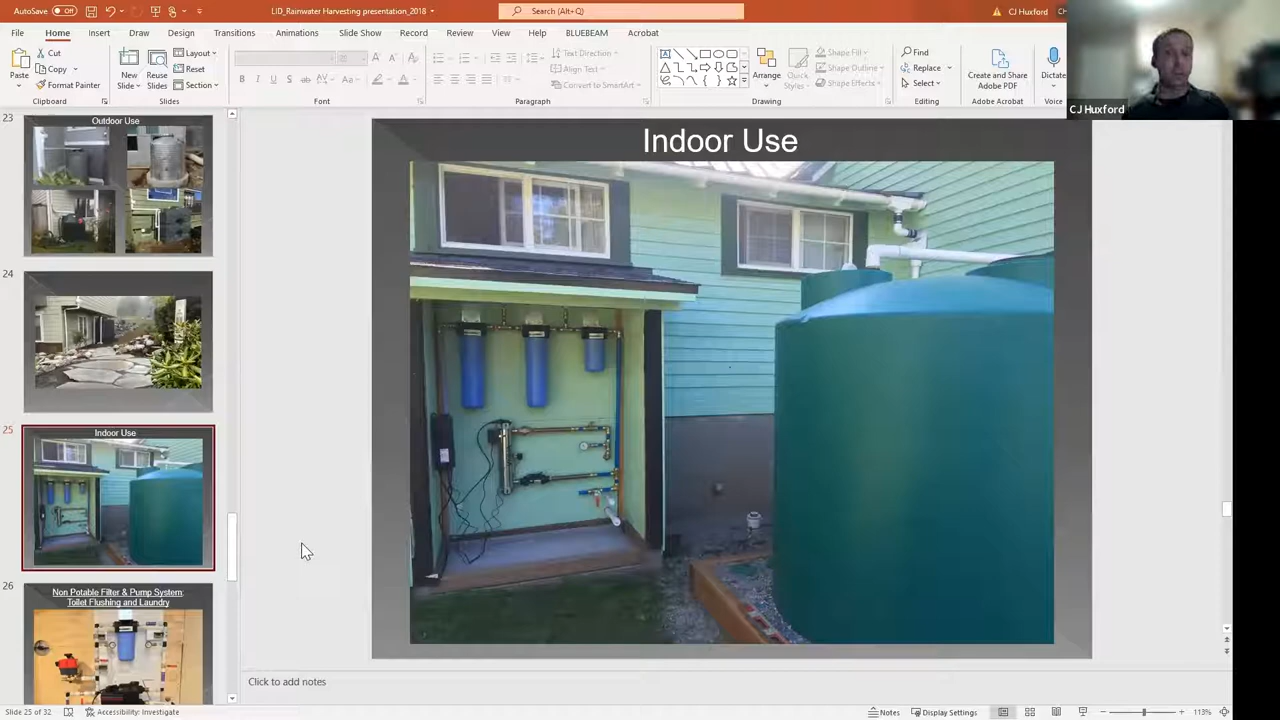 AutoSave Off
LID_Rainwater Harvesting presentation_2018
Search (Alt+Q)
CJ Huxford
File Home Insert Draw Design Transitions Animations Slide Show Record Review View Help BLUEBEAM Acrobat
Paste
Cut
Copy
Format Painter
Clipboard
New Slide
Reuse Slides
Layout
Reset
Section
Slides
Font
Text Direction
Align Text
Convert to SmartArt
Paragraph
Arrange
Quick Styles
Shape Fill
Shape Outline
Shape Effects
Drawing
Find
Replace
Select
Editing
Create and Share Adobe PDF
Adobe Acrobat
Dictate
Voice
CJ Huxford
23
Outdoor Use
24
25
Indoor Use
26
Non Potable Filter & Pump System:
Toilet Flushing and Laundry
Indoor Use
Click to add notes
Slide 25 of 32
Accessibility: Investigate
Notes
Display Settings
113%